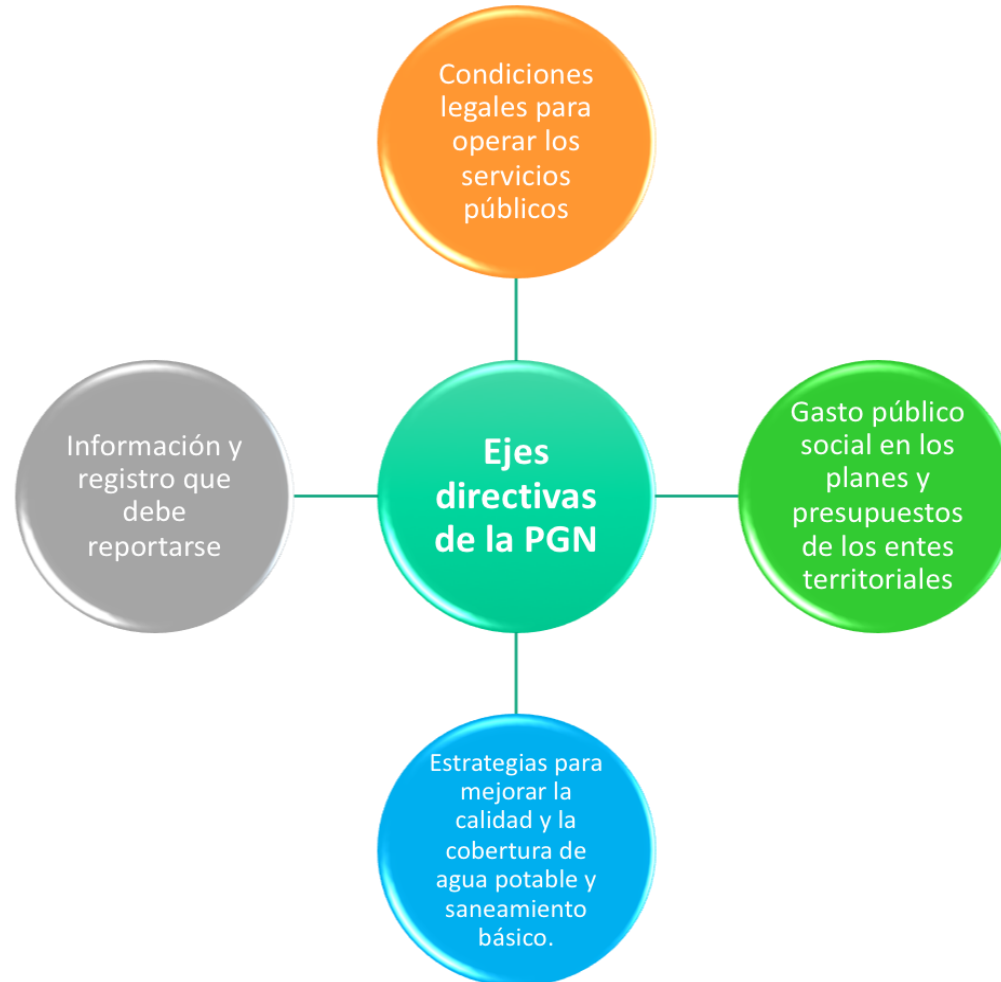 Condiciones
legales para
operar los
servicios
públicos
Información y
registro que
debe
reportarse
Ejes
directivas
de la PGN
Gasto público
social en los
planes y
presupuestos
de los entes
territoriales
Estrategias para
mejorar la
calidad y la
cobertura de
agua potable y
saneamiento
básico.